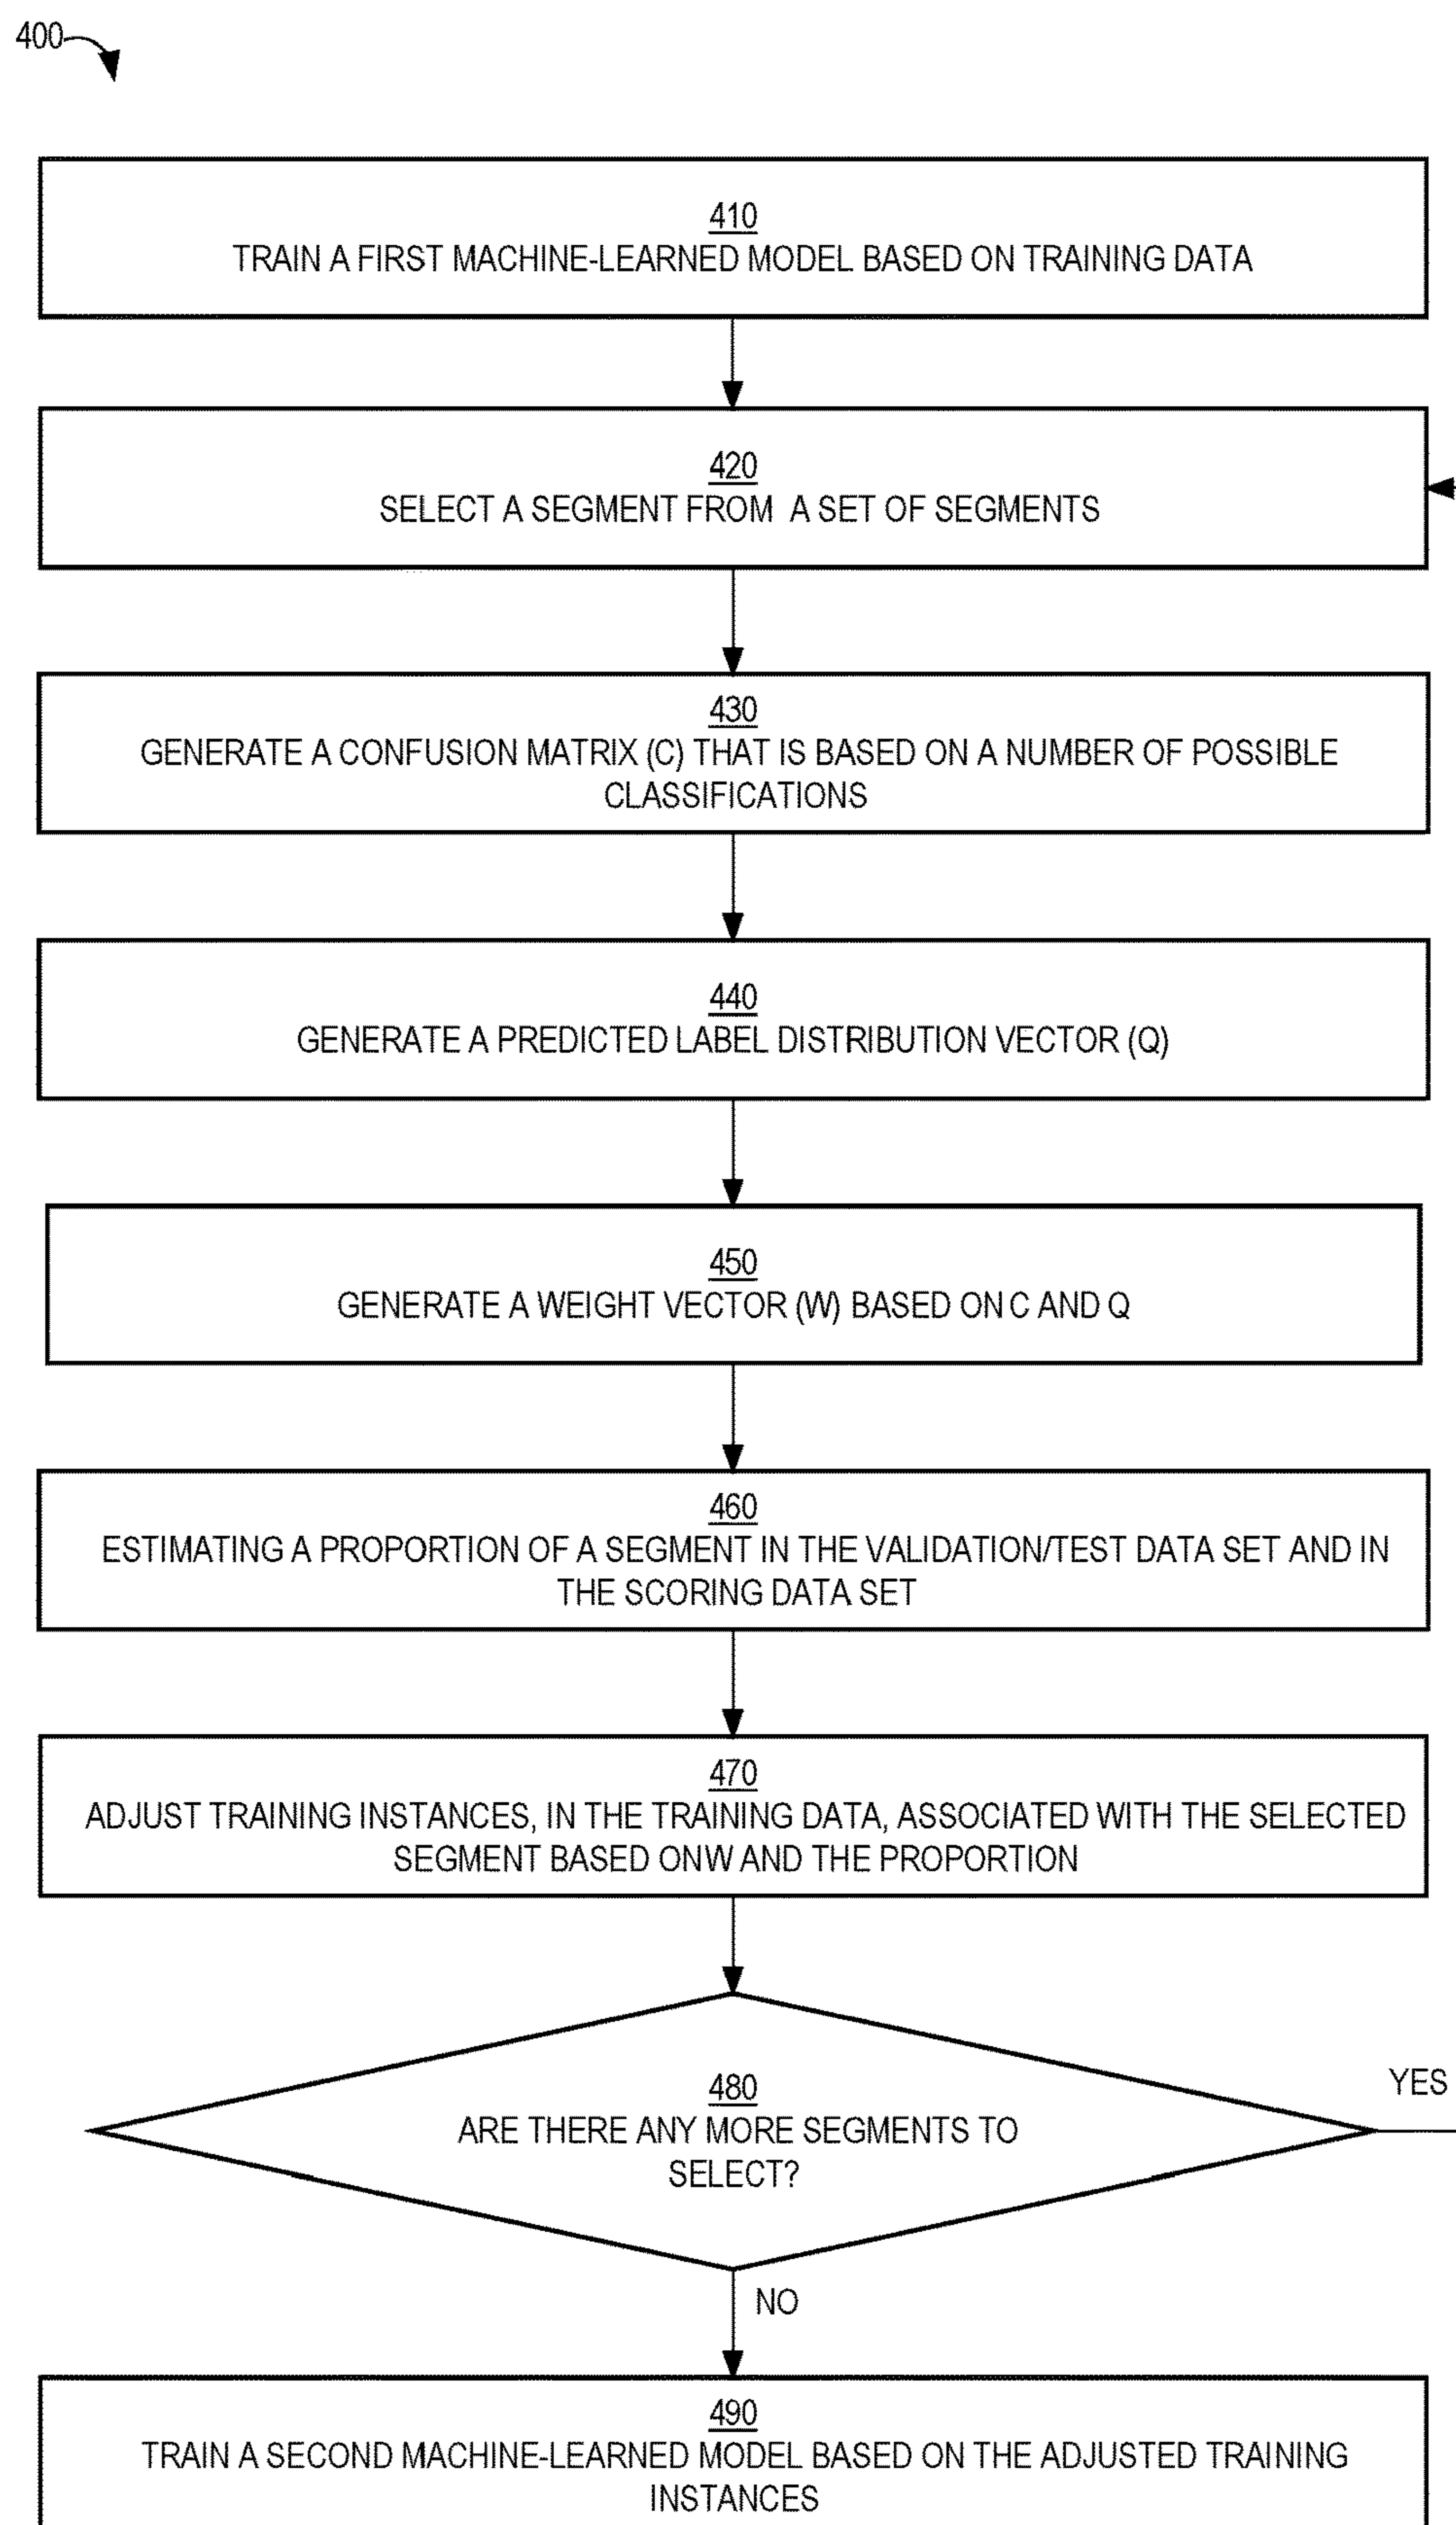 400
410
TRAIN A FIRST MACHINE-LEARNED MODEL BASED ON TRAINING DATA
420
SELECT A SEGMENT FROM A SET OF SEGMENTS
430
GENERATE A CONFUSION MATRIX (C) THAT IS BASED ON A NUMBER OF POSSIBLE
CLASSIFICATIONS
440
GENERATE A PREDICTED LABEL DISTRIBUTION VECTOR (Q)
450
GENERATE A WEIGHT VECTOR (W) BASED ON C AND Q
460
ESTIMATING A PROPORTION OF A SEGMENT IN THE VALIDATION/TEST DATA SET AND IN
THE SCORING DATA SET
470
ADJUST TRAINING INSTANCES, IN THE TRAINING DATA, ASSOCIATED WITH THE SELECTED
SEGMENT BASED ONW AND THE PROPORTION
YES
480
ARE THERE ANY MORE SEGMENTS TO
SELECT?
NO
490
TRAIN A SECOND MACHINE-LEARNED MODEL BASED ON THE ADJUSTED TRAINING
INSTANCES